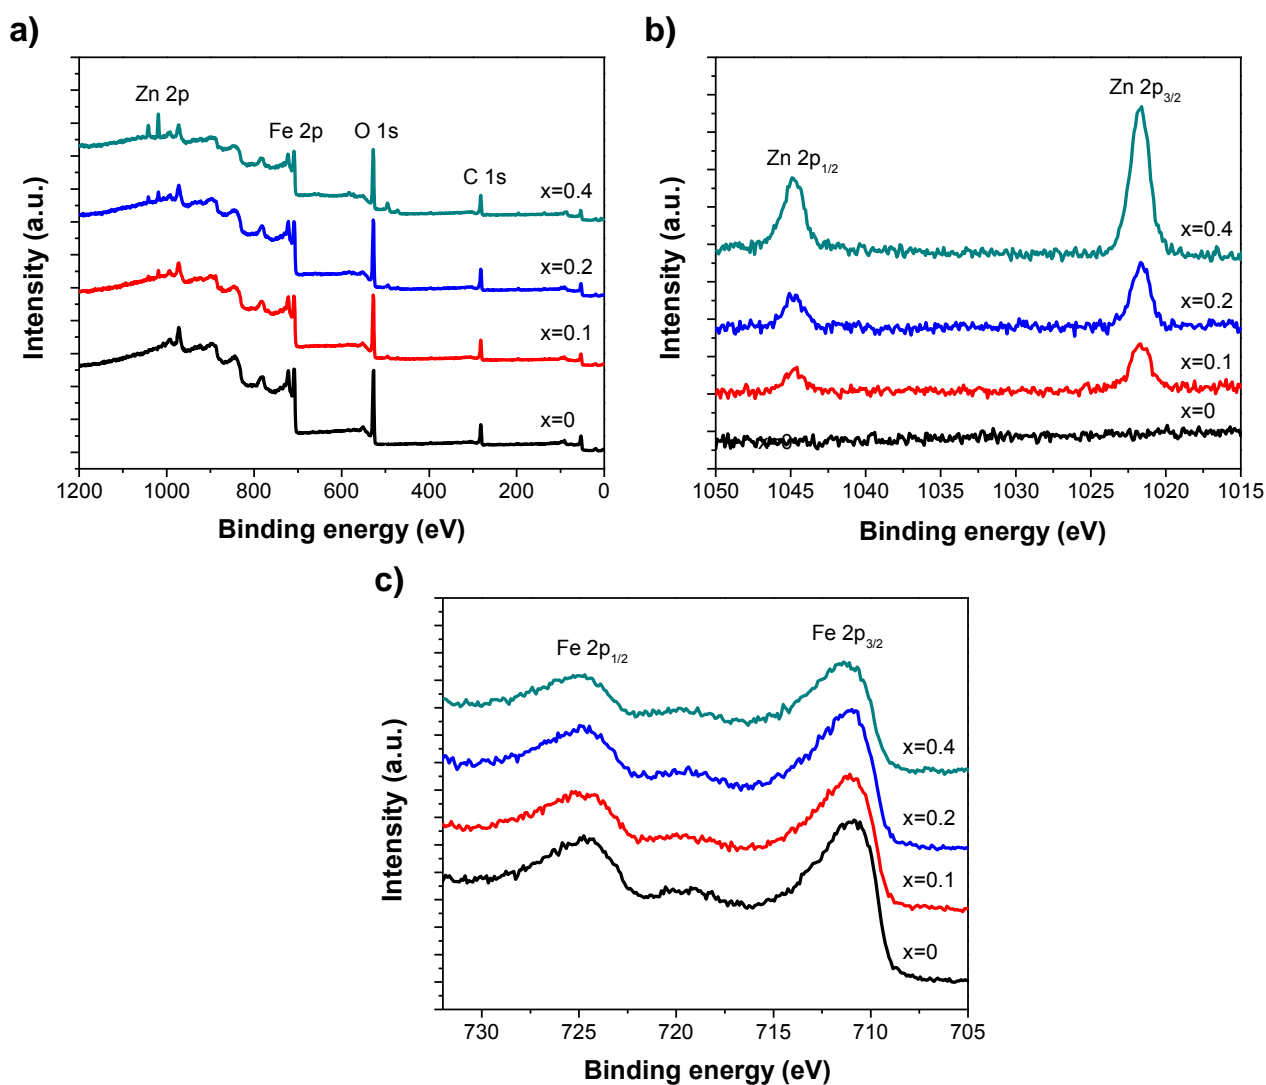 a)
Zn 2p
Fe 2p
O 1s
C 1s
x=0.4
x=0.2
x=0.1
x=0
Intensity (a.u.)
1200 1000 800 600 400 200 0
Binding energy (eV)
b)
Zn 2p3/2
Zn 2p1/2
x=0.4
x=0.2
x=0.1
x=0
Intensity (a.u.)
1050 1045 1040 1035 1030 1025 1020 1015
Binding energy (eV)
c)
Fe 2p1/2
Fe 2p3/2
x=0.4
x=0.2
x=0.1
x=0
Intensity (a.u.)
730 725 720 715 710 705
Binding energy (eV)